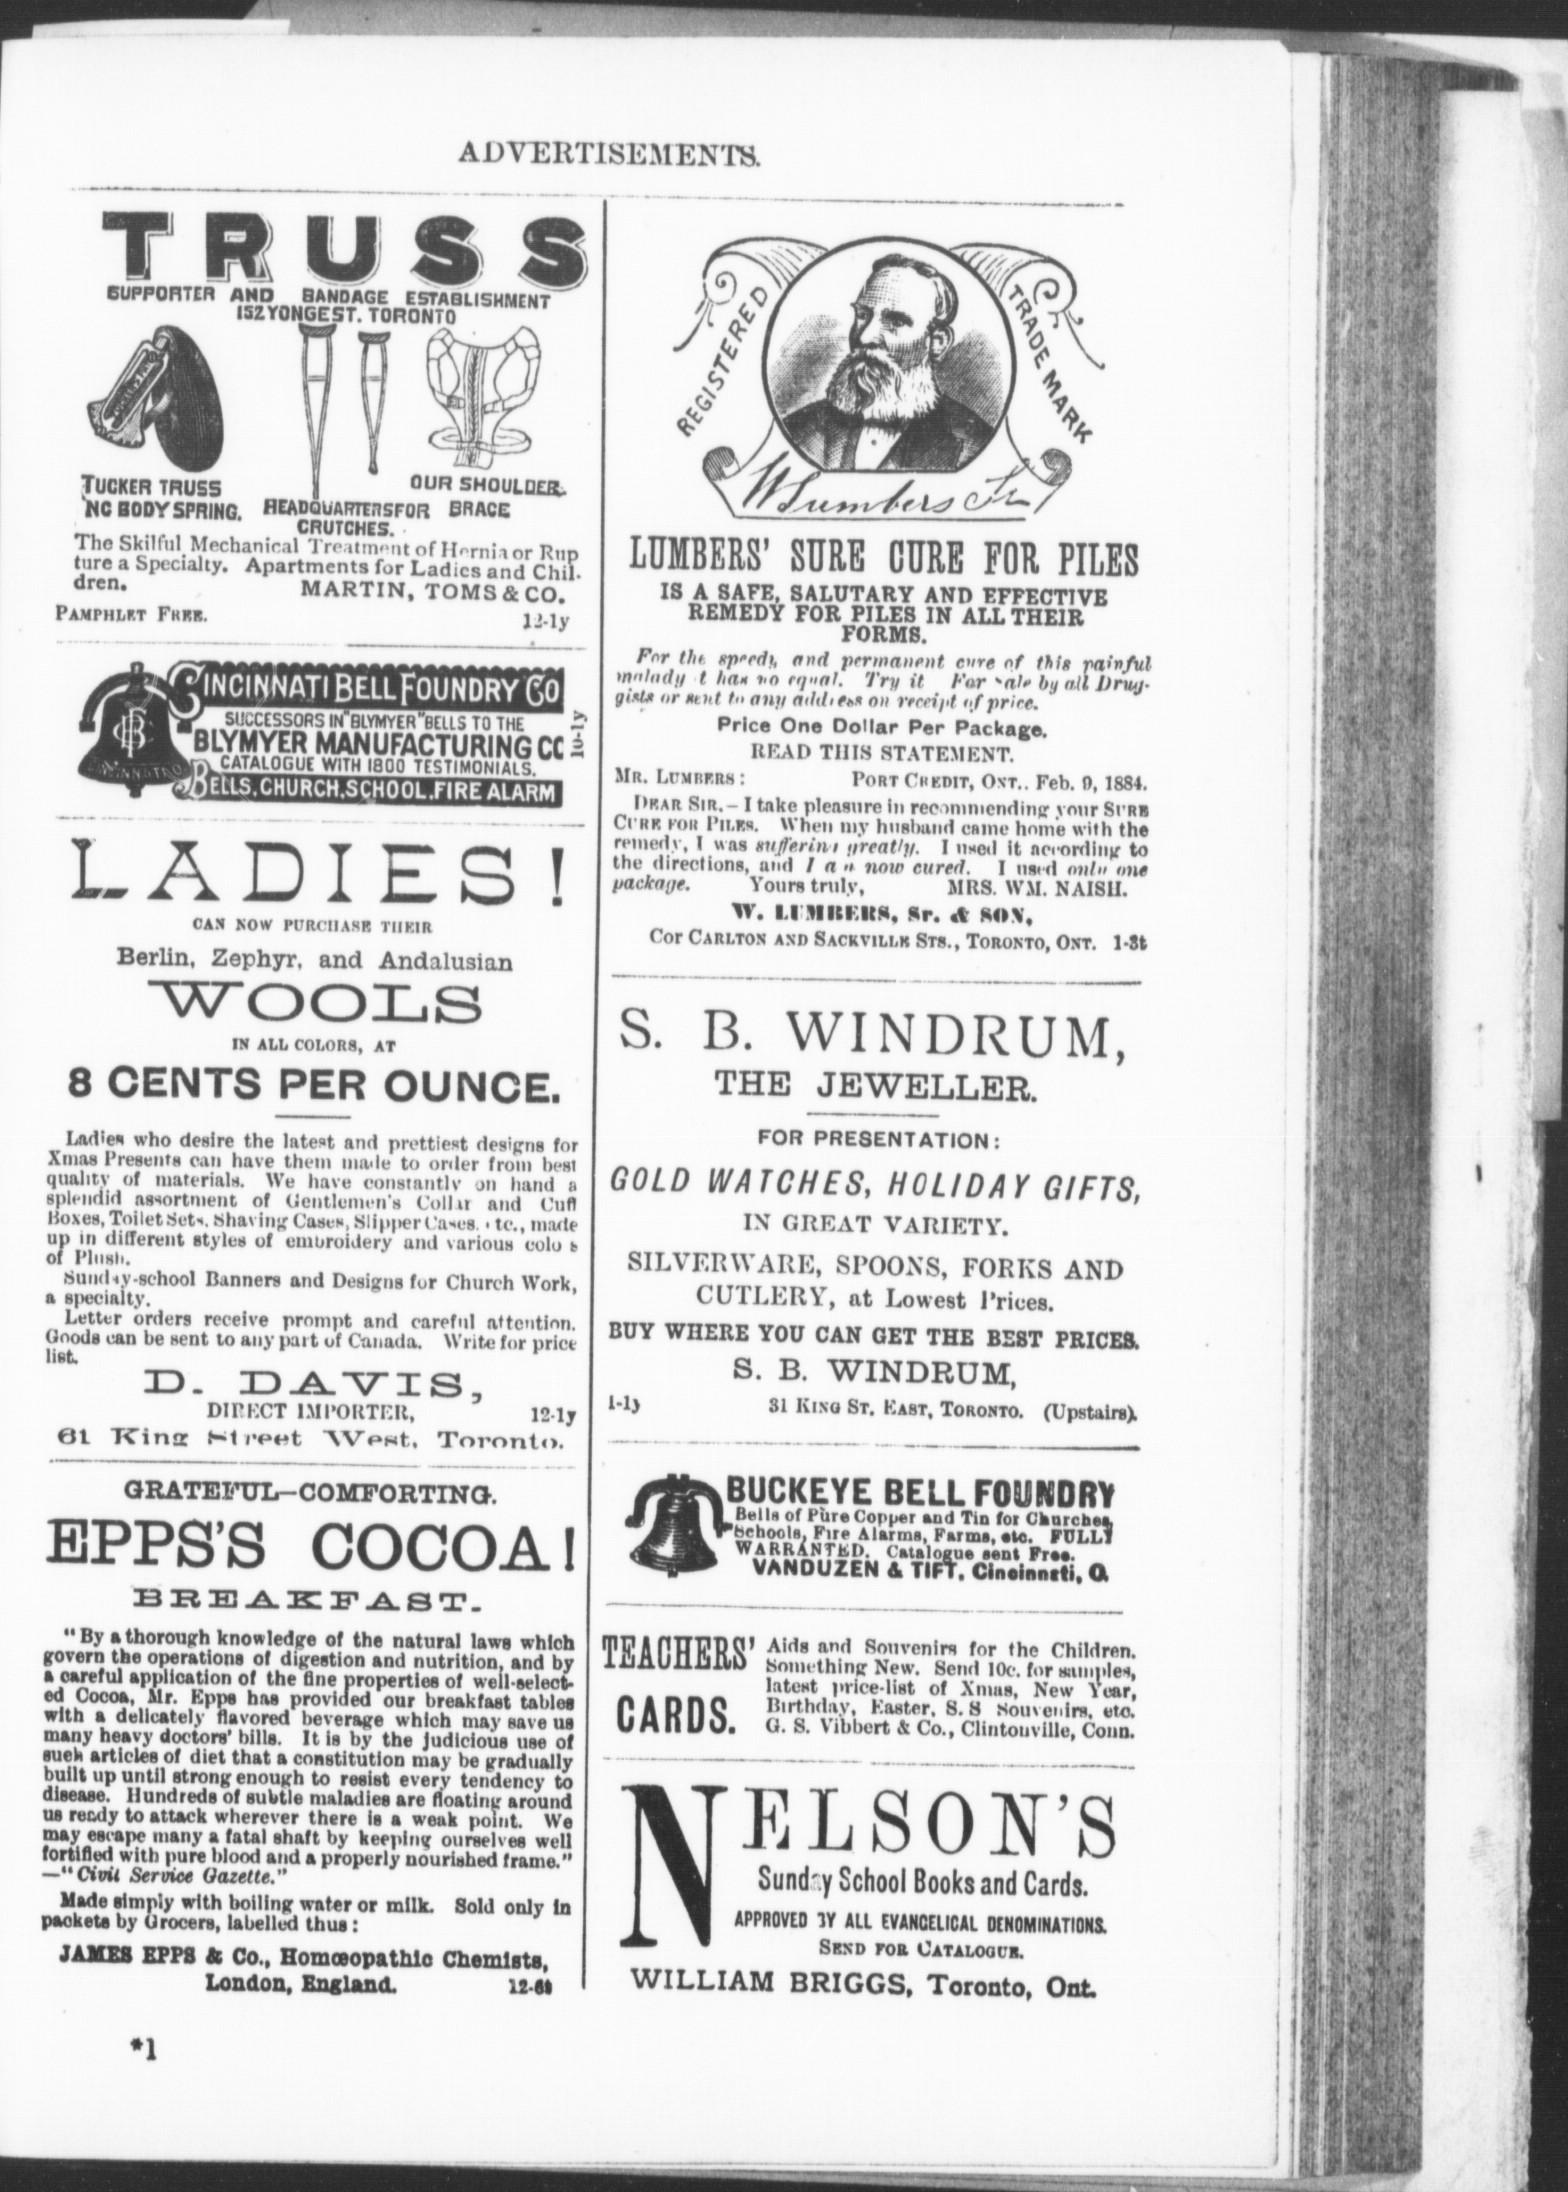 ADVERTISEMENTS.
TRUSS
SUPPORTER AND BANDAGE ESTABLISHMENT
152 YONGE ST. TORONTO
TUCKER TRUSS
NO BODY SPRING.
HEADQUARTERS FOR
CRUTCHES.
OUR SHOULDER
BRACE
The Skilful Mechanical Treatment of Hernia or Rup
ture a Specialty. Apartments for Ladies and Chil-
dren. MARTIN, TOMS & CO.
PAMPHLET FREE. 12-1y
CINCINNATI BELL FOUNDRY CO
SUCCESSORS IN "BLYMYER" BELLS TO THE
BLYMYER MANUFACTURING CO
CATALOGUE WITH 1800 TESTIMONIALS.
BELLS, CHURCH, SCHOOL, FIRE ALARM
10-1y
LADIES!
CAN NOW PURCHASE THEIR
Berlin, Zephyr, and Andalusian
WOOLS
IN ALL COLORS, AT
8 CENTS PER OUNCE.
Ladies who desire the latest and prettiest designs for
Xmas Presents can have them made to order from best
quality of materials. We have constantly on hand a
splendid assortment of Gentlemen's Collar and Cuff
Boxes, Toilet Sets, Shaving Cases, Slipper Cases, etc., made
up in different styles of embroidery and various colo s
of Plush.
Sunday-school Banners and Designs for Church Work,
a specialty.
Letter orders receive prompt and careful attention.
Goods can be sent to any part of Canada. Write for price
list.
D. DAVIS,
DIRECT IMPORTER, 12-1y
61 King Street West, Toronto.
GRATEFUL—COMFORTING.
EPPS'S COCOA!
BREAKFAST.
"By a thorough knowledge of the natural laws which
govern the operations of digestion and nutrition, and by
a careful application of the fine properties of well-select-
ed Cocoa, Mr. Epps has provided our breakfast tables
with a delicately flavored beverage which may save us
many heavy doctors' bills. It is by the judicious use of
such articles of diet that a constitution may be gradually
built up until strong enough to resist every tendency to
disease. Hundreds of subtle maladies are floating around
us ready to attack wherever there is a weak point. We
may escape many a fatal shaft by keeping ourselves well
fortified with pure blood and a properly nourished frame."
—"Civil Service Gazette."
Made simply with boiling water or milk. Sold only in
packets by Grocers, labelled thus:
JAMES EPPS & Co., Homœopathic Chemists,
London, England. 12-6t
*1
REGISTERED TRADE MARK
W Lumbers Sr
LUMBERS' SURE CURE FOR PILES
IS A SAFE, SALUTARY AND EFFECTIVE
REMEDY FOR PILES IN ALL THEIR
FORMS.
For the speedy and permanent cure of this painful
malady t has no equal. Try it For sale by all Drug-
gists or sent to any address on receipt of price.
Price One Dollar Per Package.
READ THIS STATEMENT.
MR. LUMBERS: PORT CREDIT, ONT.. Feb. 9, 1884.
DEAR SIR.—I take pleasure in recommending your SURE
CURE FOR PILES. When my husband came home with the
remedy, I was suffering greatly. I used it according to
the directions, and I am now cured. I used only one
package. Yours truly, MRS. WM. NAISH.
W. LUMBERS, Sr. & SON,
Cor CARLTON AND SACKVILLE STS., TORONTO, ONT. 1-3t
S. B. WINDRUM,
THE JEWELLER.
FOR PRESENTATION:
GOLD WATCHES, HOLIDAY GIFTS,
IN GREAT VARIETY.
SILVERWARE, SPOONS, FORKS AND
CUTLERY, at Lowest Prices.
BUY WHERE YOU CAN GET THE BEST PRICES.
S. B. WINDRUM,
1-1y 31 KING ST. EAST, TORONTO. (Upstairs).
BUCKEYE BELL FOUNDRY
Bells of Pure Copper and Tin for Churches,
Schools, Fire Alarms, Farms, etc. FULLY
WARRANTED. Catalogue sent Free.
VANDUZEN & TIFT, Cincinnati, O.
TEACHERS'
CARDS.
Aids and Souvenirs for the Children.
Something New. Send 10c. for samples,
latest price-list of Xmas, New Year,
Birthday, Easter, S. S Souvenirs, etc.
G. S. Vibbert & Co., Clintonville, Conn.
NELSON'S
Sunday School Books and Cards.
APPROVED BY ALL EVANGELICAL DENOMINATIONS.
SEND FOR CATALOGUE.
WILLIAM BRIGGS, Toronto, Ont.